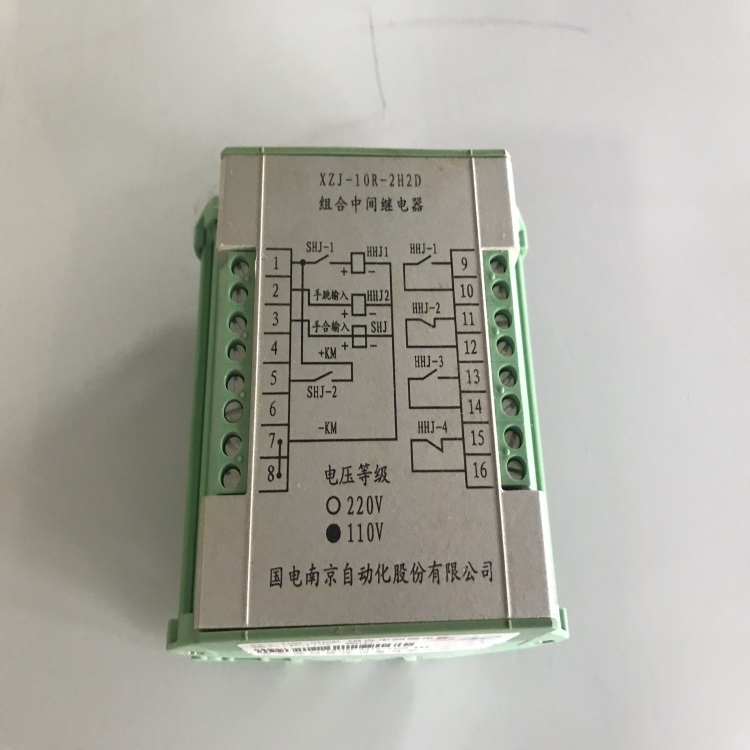 XZJ-10R-2H2D
组合中间继电器
SHJ-1
HHJ1
HHJ-1
1
+
-
9
2
手跳输入
HHJ2
10
+
-
HHJ-2
11
3
手合输入
SHJ
4
+KM
+
-
12
HHJ-3
5
13
SHJ-2
6
14
-KM
HHJ-4
7
15
8
16
电压等级
220V
110V
国电南京自动化股份有限公司